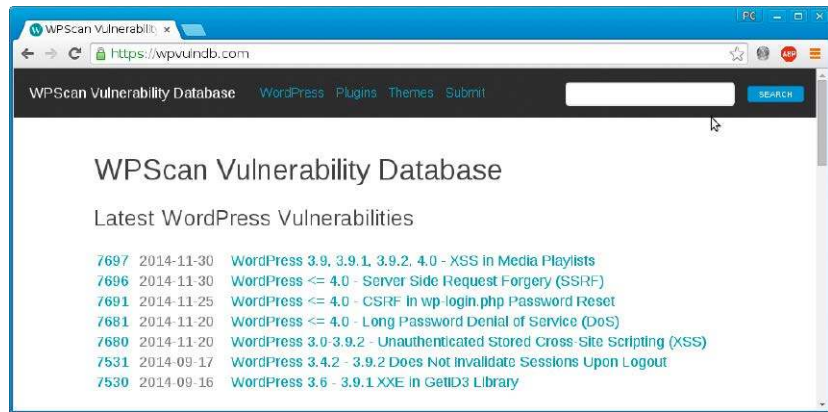 WPScan Vulnerabilit
PC
https://wpvulndb.com
ABP
WPScan Vulnerability Database WordPress Plugins Themes Submit SEARCH
WPScan Vulnerability Database
Latest WordPress Vulnerabilities
7697 2014-11-30 WordPress 3.9, 3.9.1, 3.9.2, 4.0 - XSS in Media Playlists
7696 2014-11-30 WordPress <= 4.0 - Server Side Request Forgery (SSRF)
7691 2014-11-25 WordPress <= 4.0 - CSRF in wp-login.php Password Reset
7681 2014-11-20 WordPress <= 4.0 - Long Password Denial of Service (DoS)
7680 2014-11-20 WordPress 3.0-3.9.2 - Unauthenticated Stored Cross-Site Scripting (XSS)
7531 2014-09-17 WordPress 3.4.2 - 3.9.2 Does Not Invalidate Sessions Upon Logout
7530 2014-09-16 WordPress 3.6 - 3.9.1 XXE in GetID3 Library